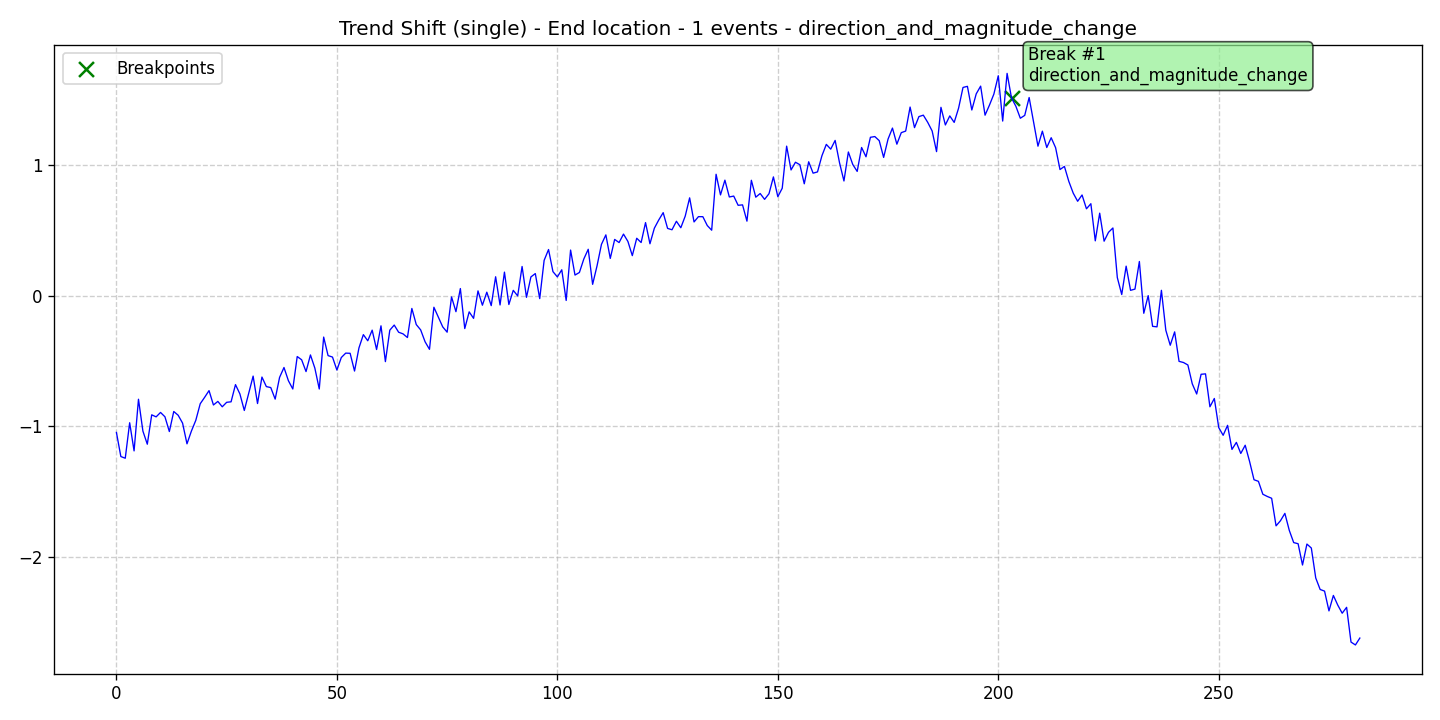 Trend Shift (single) - End location - 1 events - direction_and_magnitude_change
Breakpoints
Break #1
direction_and_magnitude_change
1
0
−1
−2
0
50
100
150
200
250